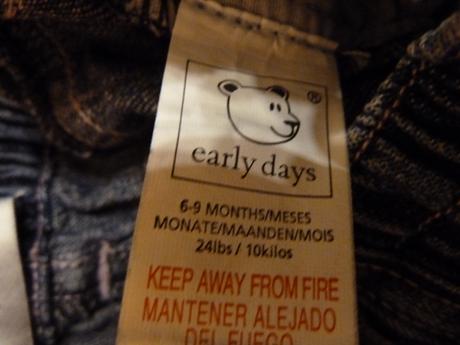 ®
early days
6-9 MONTHS/MESES
MONATE/MAANDEN/MOIS
24lbs / 10kilos
KEEP AWAY FROM FIRE
MANTENER ALEJADO
DEL FUEGO